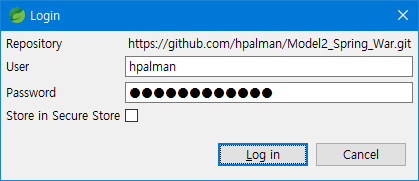 Login
Repository https://github.com/hpalman/Model2_Spring_War.git
User hpalman
Password ●●●●●●●●●●●●
Store in Secure Store
Log in Cancel